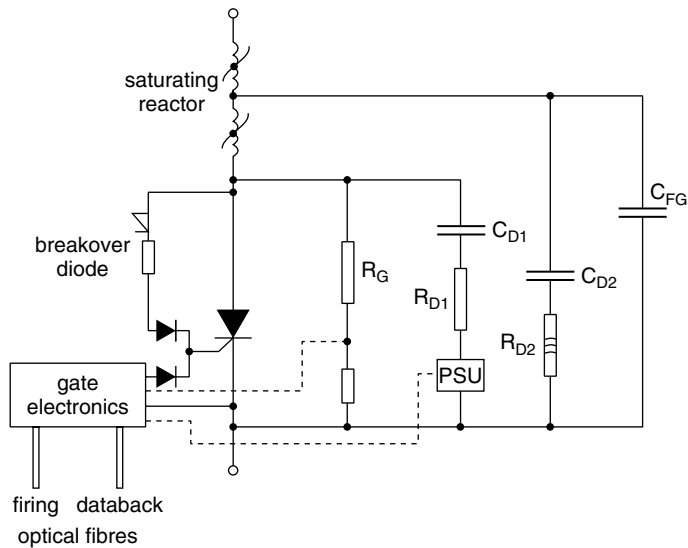 saturating
reactor
C_FG
C_D1
breakover
diode
R_G
C_D2
R_D1
R_D2
PSU
gate
electronics
firing databack
optical fibres